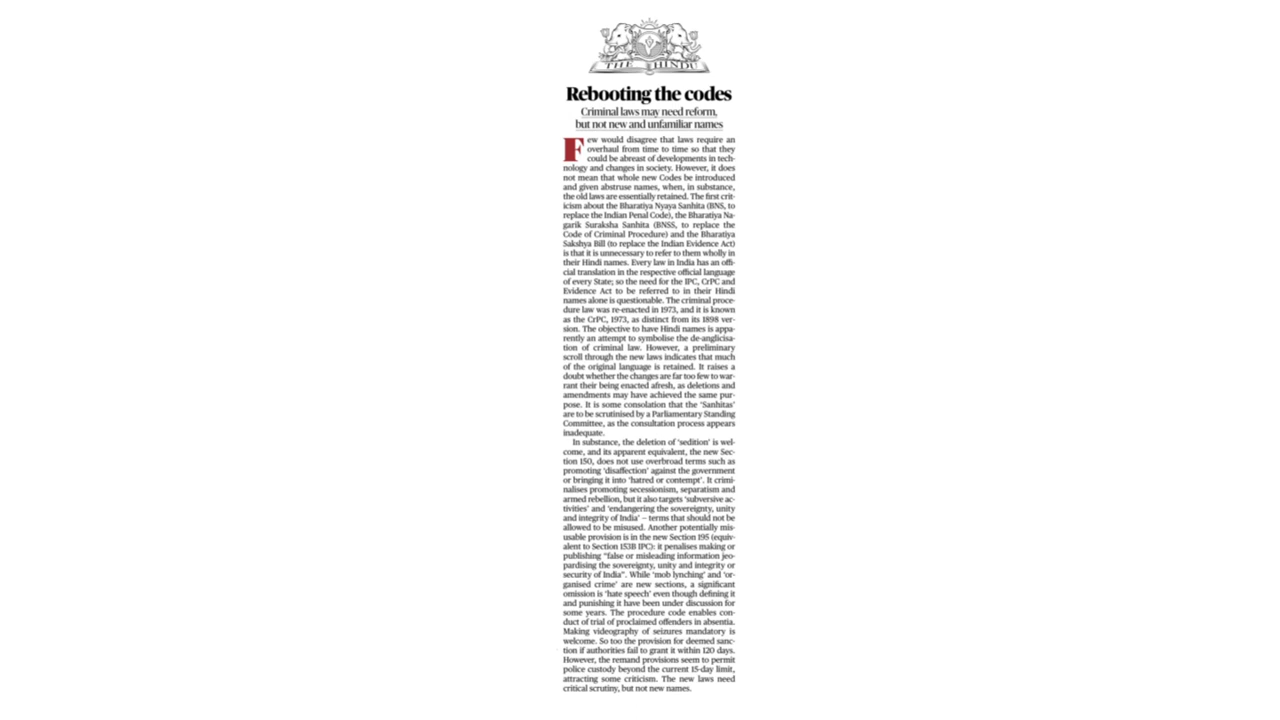 THE HINDU
Rebooting the codes
Criminal laws may need reform,
but not new and unfamiliar names
Few would disagree that laws require an
overhaul from time to time so that they
could be abreast of developments in tech-
nology and changes in society. However, it does
not mean that whole new Codes be introduced
and given abstruse names, when, in substance,
the old laws are essentially retained. The first crit-
icism about the Bharatiya Nyaya Sanhita (BNS, to
replace the Indian Penal Code), the Bharatiya Na-
garik Suraksha Sanhita (BNSS, to replace the
Code of Criminal Procedure) and the Bharatiya
Sakshya Bill (to replace the Indian Evidence Act)
is that it is unnecessary to refer to them wholly in
their Hindi names. Every law in India has an offi-
cial translation in the respective official language
of every State; so the need for the IPC, CrPC and
Evidence Act to be referred to in their Hindi
names alone is questionable. The criminal proce-
dure law was re-enacted in 1973, and it is known
as the CrPC, 1973, as distinct from its 1898 ver-
sion. The objective to have Hindi names is appa-
rently an attempt to symbolise the de-anglicisa-
tion of criminal law. However, a preliminary
scroll through the new laws indicates that much
of the original language is retained. It raises a
doubt whether the changes are far too few to war-
rant their being enacted afresh, as deletions and
amendments may have achieved the same pur-
pose. It is some consolation that the ‘Sanhitas’
are to be scrutinised by a Parliamentary Standing
Committee, as the consultation process appears
inadequate.
In substance, the deletion of ‘sedition’ is wel-
come, and its apparent equivalent, the new Sec-
tion 150, does not use overbroad terms such as
promoting ‘disaffection’ against the government
or bringing it into ‘hatred or contempt’. It crimi-
nalises promoting secessionism, separatism and
armed rebellion, but it also targets ‘subversive ac-
tivities’ and ‘endangering the sovereignty, unity
and integrity of India’ – terms that should not be
allowed to be misused. Another potentially mis-
usable provision is in the new Section 195 (equiv-
alent to Section 153B IPC): it penalises making or
publishing “false or misleading information jeo-
pardising the sovereignty, unity and integrity or
security of India”. While ‘mob lynching’ and ‘or-
ganised crime’ are new sections, a significant
omission is ‘hate speech’ even though defining it
and punishing it have been under discussion for
some years. The procedure code enables con-
duct of trial of proclaimed offenders in absentia.
Making videography of seizures mandatory is
welcome. So too the provision for deemed sanc-
tion if authorities fail to grant it within 120 days.
However, the remand provisions seem to permit
police custody beyond the current 15-day limit,
attracting some criticism. The new laws need
critical scrutiny, but not new names.